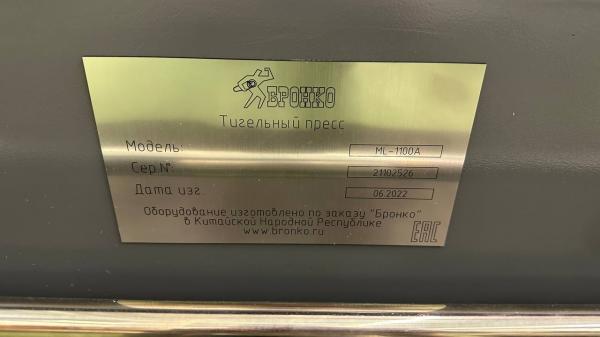 БРОНКО
Тигельный пресс
Модель: ML-1100A
Сер.№: 21102526
Дата изг. 06.2022
Оборудование изготовлено по заказу "Бронко"
в Китайской Народной Республике
www.bronko.ru
EAC